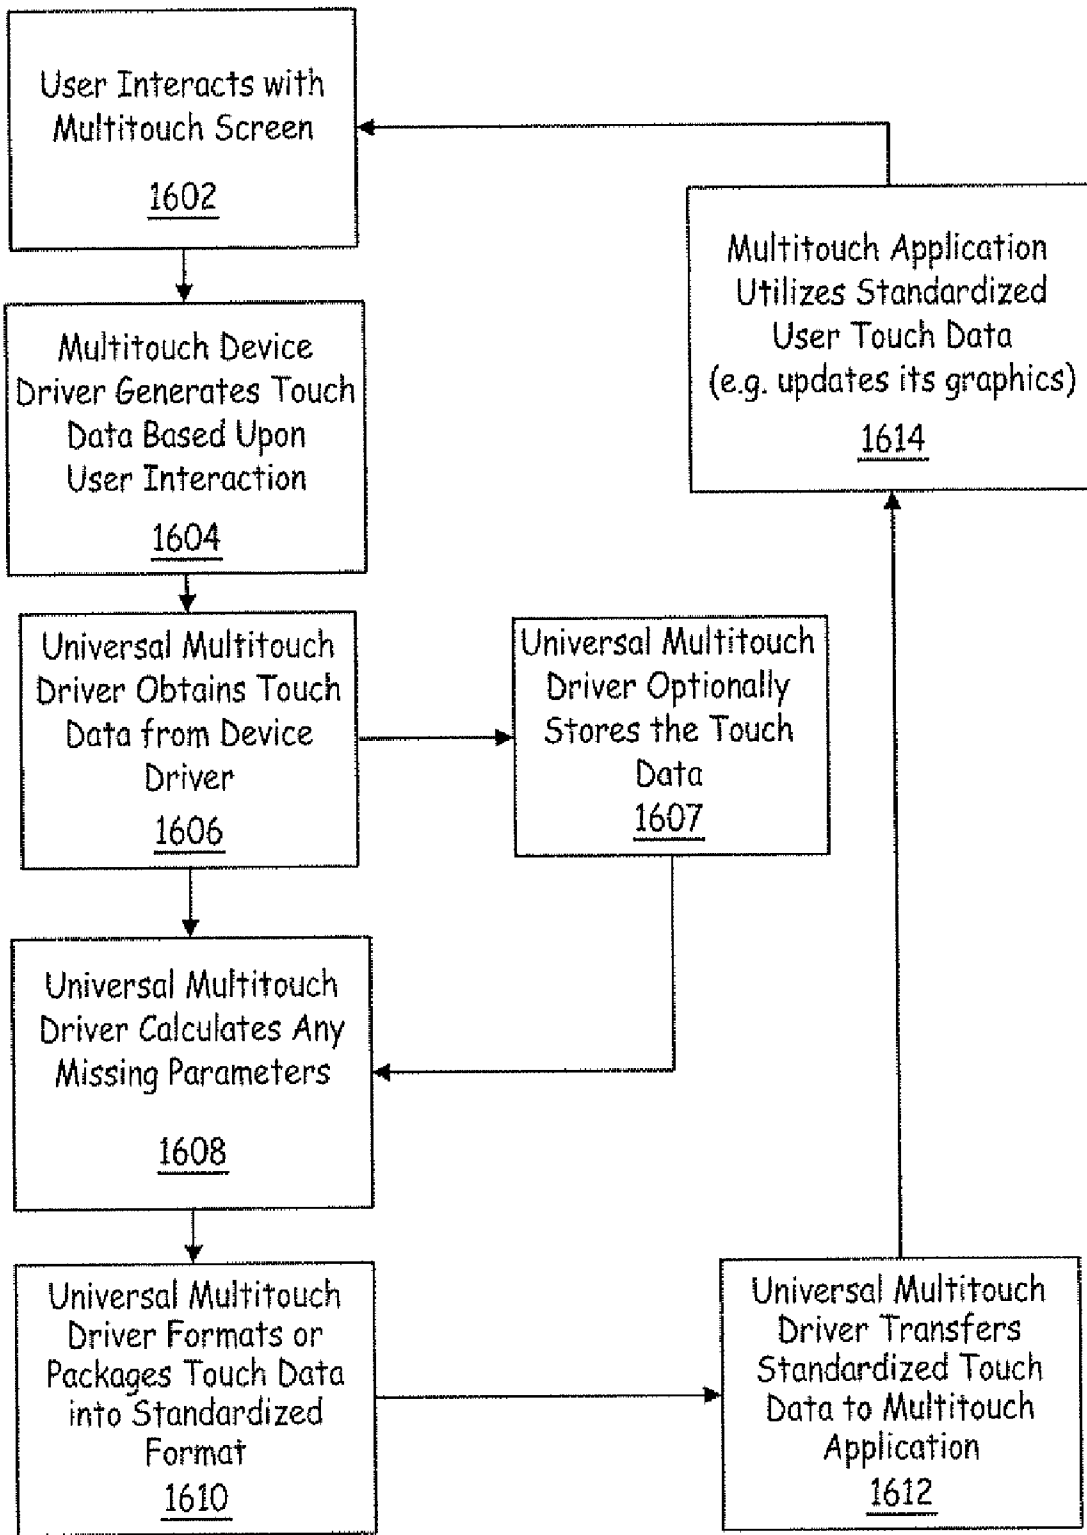 User Interacts with
Multitouch Screen
1602
Multitouch Device
Driver Generates Touch
Data Based Upon
User Interaction
1604
Universal Multitouch
Driver Obtains Touch
Data from Device
Driver
1606
Universal Multitouch
Driver Optionally
Stores the Touch
Data
1607
Universal Multitouch
Driver Calculates Any
Missing Parameters
1608
Universal Multitouch
Driver Formats or
Packages Touch Data
into Standardized
Format
1610
Universal Multitouch
Driver Transfers
Standardized Touch
Data to Multitouch
Application
1612
Multitouch Application
Utilizes Standardized
User Touch Data
(e.g. updates its graphics)
1614